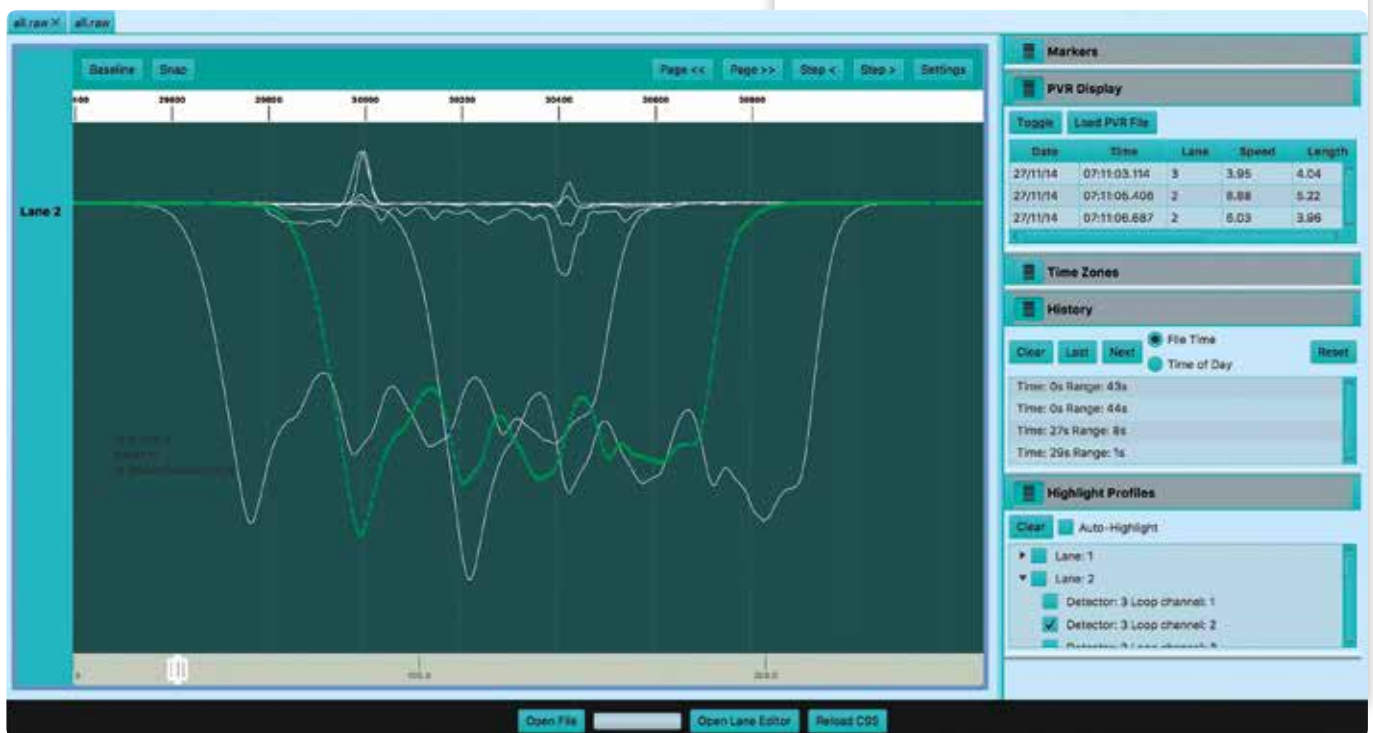 all.raw × all.raw
Baseline Snap Page << Page >> Step < Step > Settings
29600 29800 30000 30200 30400 30600 30800
Lane 2
Markers
PVR Display
Toggle Load PVR File
Date Time Lane Speed Length
27/11/14 07:11:03.114 3 3.95 4.04
27/11/14 07:11:05.406 2 6.88 5.22
27/11/14 07:11:06.687 2 6.03 3.96
Time Zones
History
Clear Last Next File Time Reset
Time of Day
Time: 0s Range: 43s
Time: 0s Range: 44s
Time: 27s Range: 8s
Time: 29s Range: 1s
Highlight Profiles
Clear Auto-Highlight
Lane: 1
Lane: 2
Detector: 3 Loop channel: 1
Detector: 3 Loop channel: 2
Open File Open Lane Editor Reload CSS